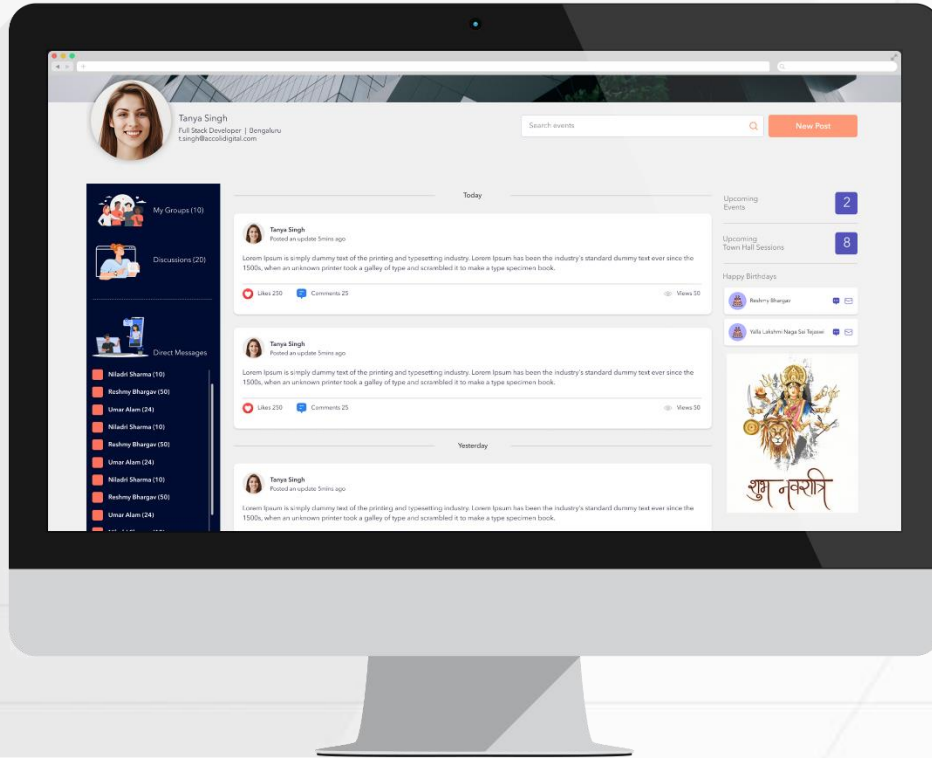 Tanya Singh
Full Stack Developer | Bengaluru
t.singh@accolidigital.com
Search events
New Post
My Groups (10)
Discussions (20)
Direct Messages
Niladri Sharma (10)
Reshmy Bhargav (50)
Umar Alam (24)
Niladri Sharma (10)
Reshmy Bhargav (50)
Umar Alam (24)
Niladri Sharma (10)
Reshmy Bhargav (50)
Umar Alam (24)
Today
Tanya Singh
Posted an update 5mins ago
Lorem Ipsum is simply dummy text of the printing and typesetting industry. Lorem Ipsum has been the industry's standard dummy text ever since the
1500s, when an unknown printer took a galley of type and scrambled it to make a type specimen book.
Likes 250 Comments 25 Views 50
Tanya Singh
Posted an update 5mins ago
Lorem Ipsum is simply dummy text of the printing and typesetting industry. Lorem Ipsum has been the industry's standard dummy text ever since the
1500s, when an unknown printer took a galley of type and scrambled it to make a type specimen book.
Likes 250 Comments 25 Views 50
Yesterday
Tanya Singh
Posted an update 5mins ago
Lorem Ipsum is simply dummy text of the printing and typesetting industry. Lorem Ipsum has been the industry's standard dummy text ever since the
1500s, when an unknown printer took a galley of type and scrambled it to make a type specimen book.
Upcoming
Events
2
Upcoming
Town Hall Sessions
8
Happy Birthdays
Reshmy Bhargav
Yalla Lakshmi Naga Sai Tejaswi
शुभ नवरात्रि